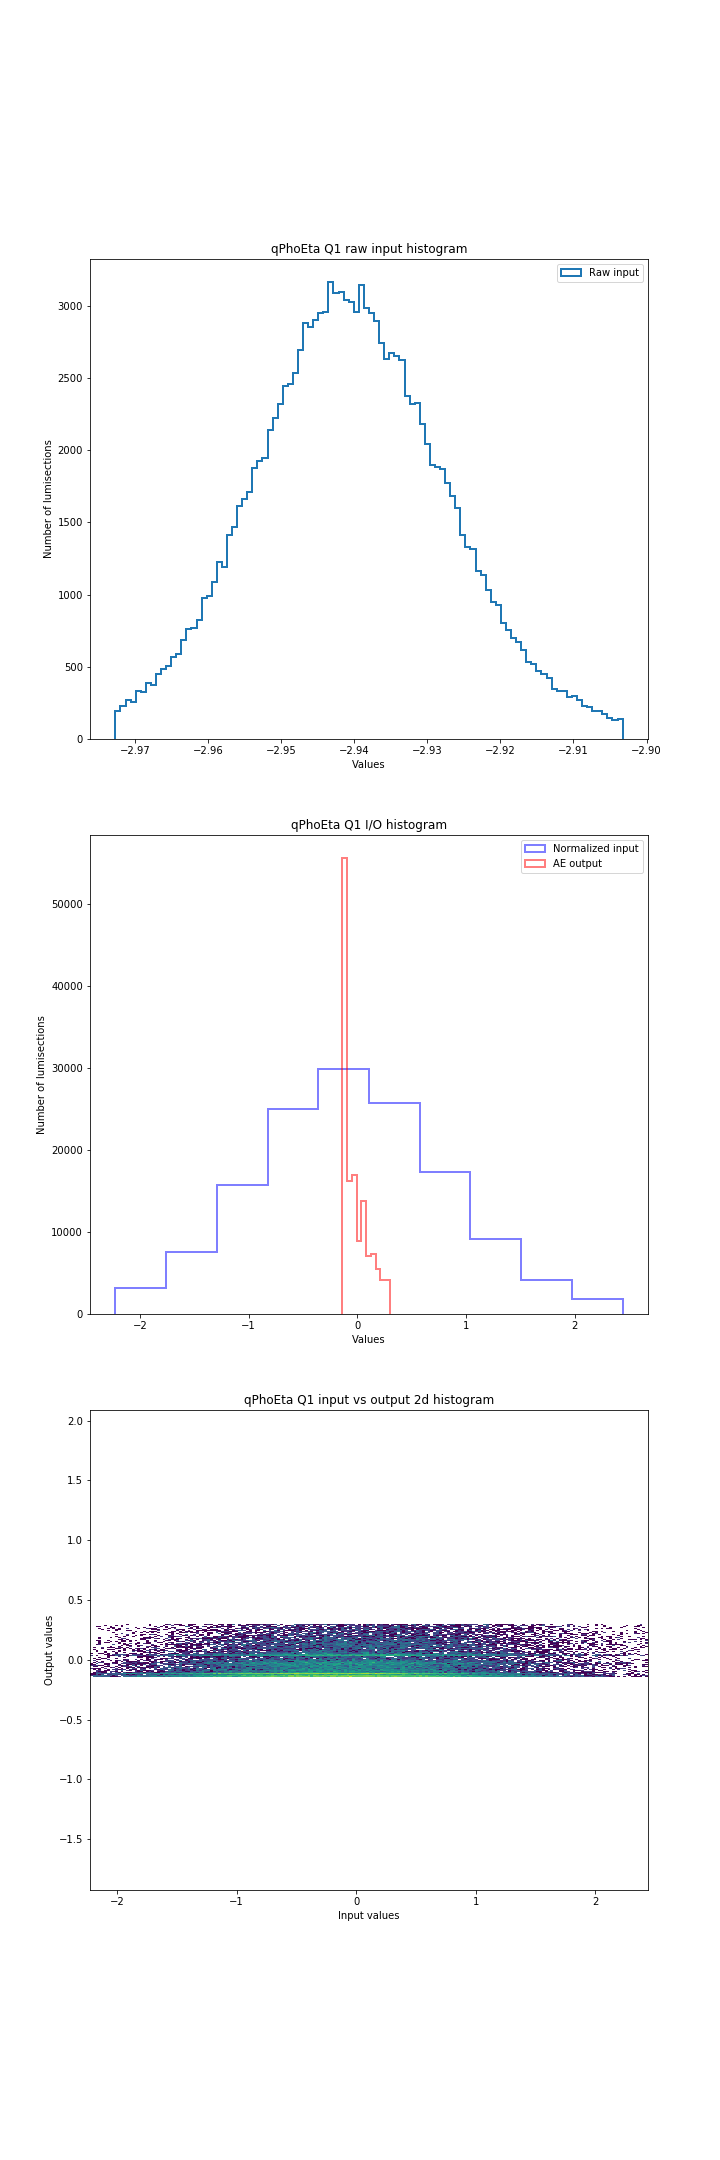 qPhoEta Q1 raw input histogram
Raw input
Number of lumisections
3000
2500
2000
1500
1000
500
0
−2.97 −2.96 −2.95 −2.94 −2.93 −2.92 −2.91 −2.90
Values
qPhoEta Q1 I/O histogram
Normalized input
AE output
Number of lumisections
50000
40000
30000
20000
10000
0
−2 −1 0 1 2
Values
qPhoEta Q1 input vs output 2d histogram
Output values
2.0
1.5
1.0
0.5
0.0
−0.5
−1.0
−1.5
−2 −1 0 1 2
Input values